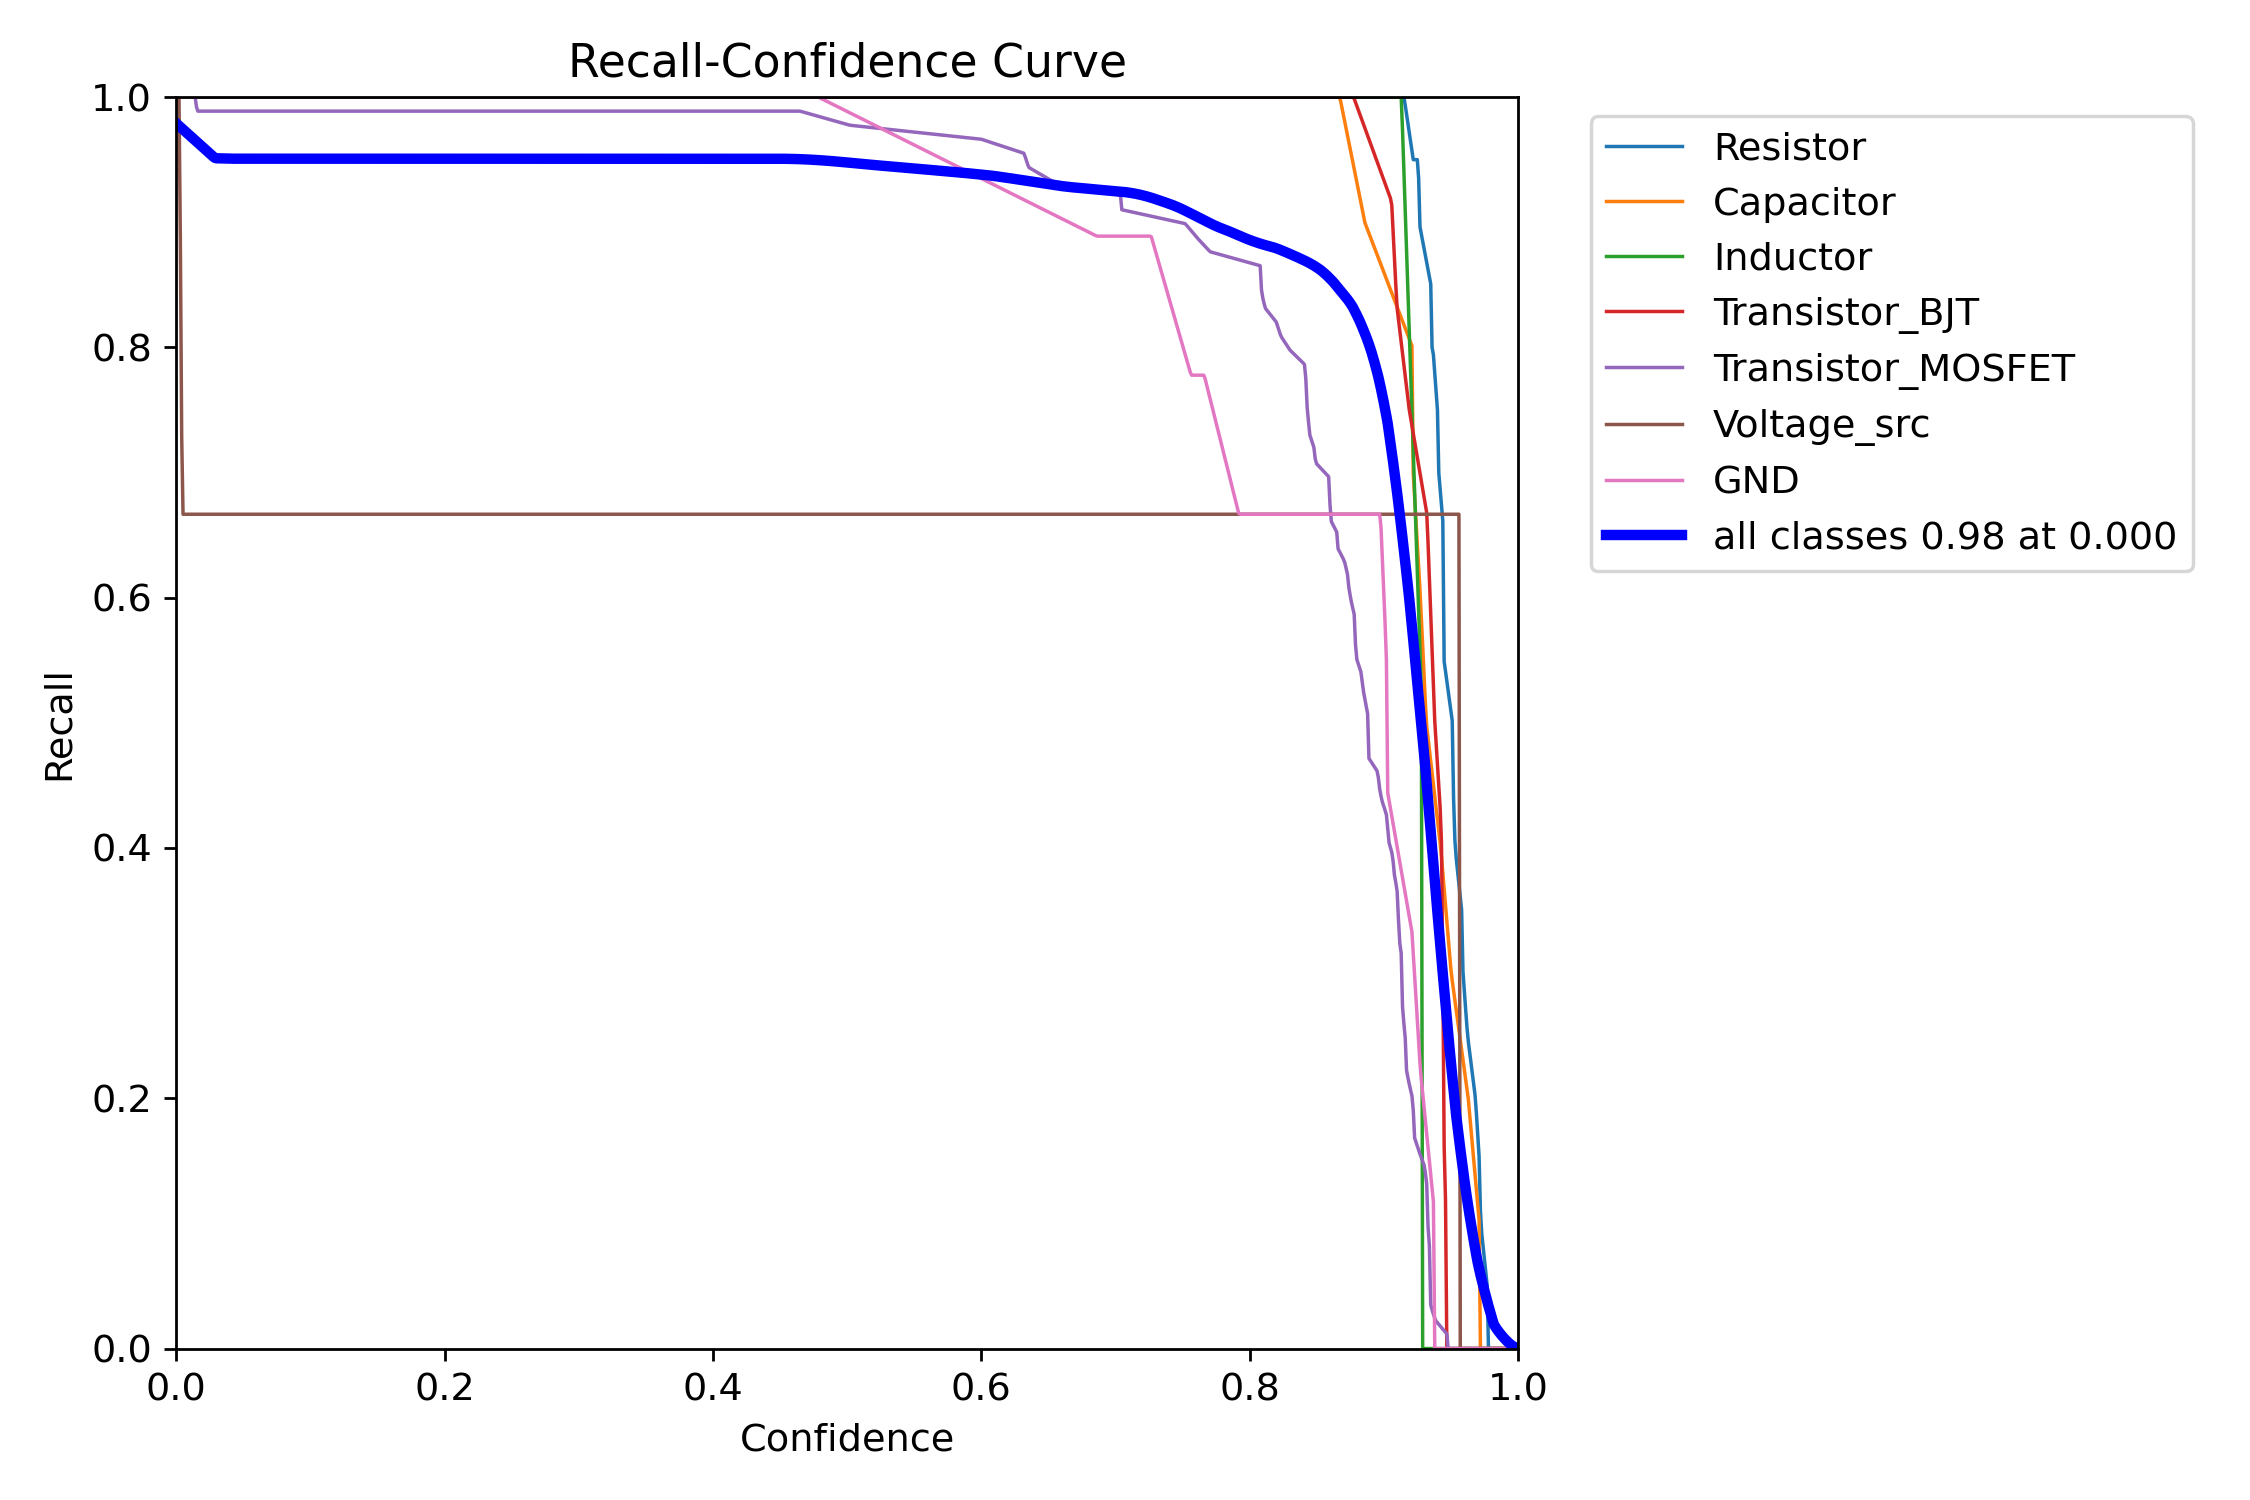 Recall-Confidence Curve
1.0
0.8
0.6
0.4
0.2
0.0
Recall
0.0 0.2 0.4 0.6 0.8 1.0
Confidence
Resistor
Capacitor
Inductor
Transistor_BJT
Transistor_MOSFET
Voltage_src
GND
all classes 0.98 at 0.000